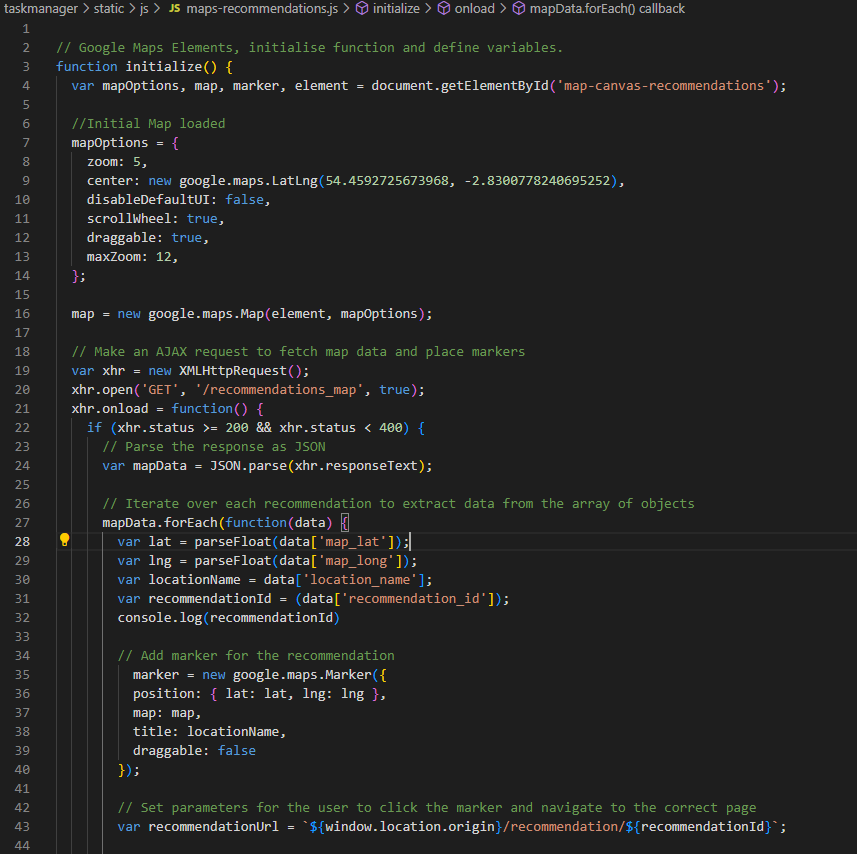 taskmanager > static > js > JS maps-recommendations.js > initialize > onload > mapData.forEach() callback
1
2 // Google Maps Elements, initialise function and define variables.
3 function initialize() {
4   var mapOptions, map, marker, element = document.getElementById('map-canvas-recommendations');
5
6   //Initial Map loaded
7   mapOptions = {
8     zoom: 5,
9     center: new google.maps.LatLng(54.4592725673968, -2.8300778240695252),
10     disableDefaultUI: false,
11     scrollWheel: true,
12     draggable: true,
13     maxZoom: 12,
14   };
15
16   map = new google.maps.Map(element, mapOptions);
17
18   // Make an AJAX request to fetch map data and place markers
19   var xhr = new XMLHttpRequest();
20   xhr.open('GET', '/recommendations_map', true);
21   xhr.onload = function() {
22     if (xhr.status >= 200 && xhr.status < 400) {
23       // Parse the response as JSON
24       var mapData = JSON.parse(xhr.responseText);
25
26       // Iterate over each recommendation to extract data from the array of objects
27       mapData.forEach(function(data) {
28         var lat = parseFloat(data['map_lat']);
29         var lng = parseFloat(data['map_long']);
30         var locationName = data['location_name'];
31         var recommendationId = (data['recommendation_id']);
32         console.log(recommendationId)
33
34         // Add marker for the recommendation
35           marker = new google.maps.Marker({
36           position: { lat: lat, lng: lng },
37           map: map,
38           title: locationName,
39           draggable: false
40         });
41
42         // Set parameters for the user to click the marker and navigate to the correct page
43         var recommendationUrl = `${window.location.origin}/recommendation/${recommendationId}`;
44